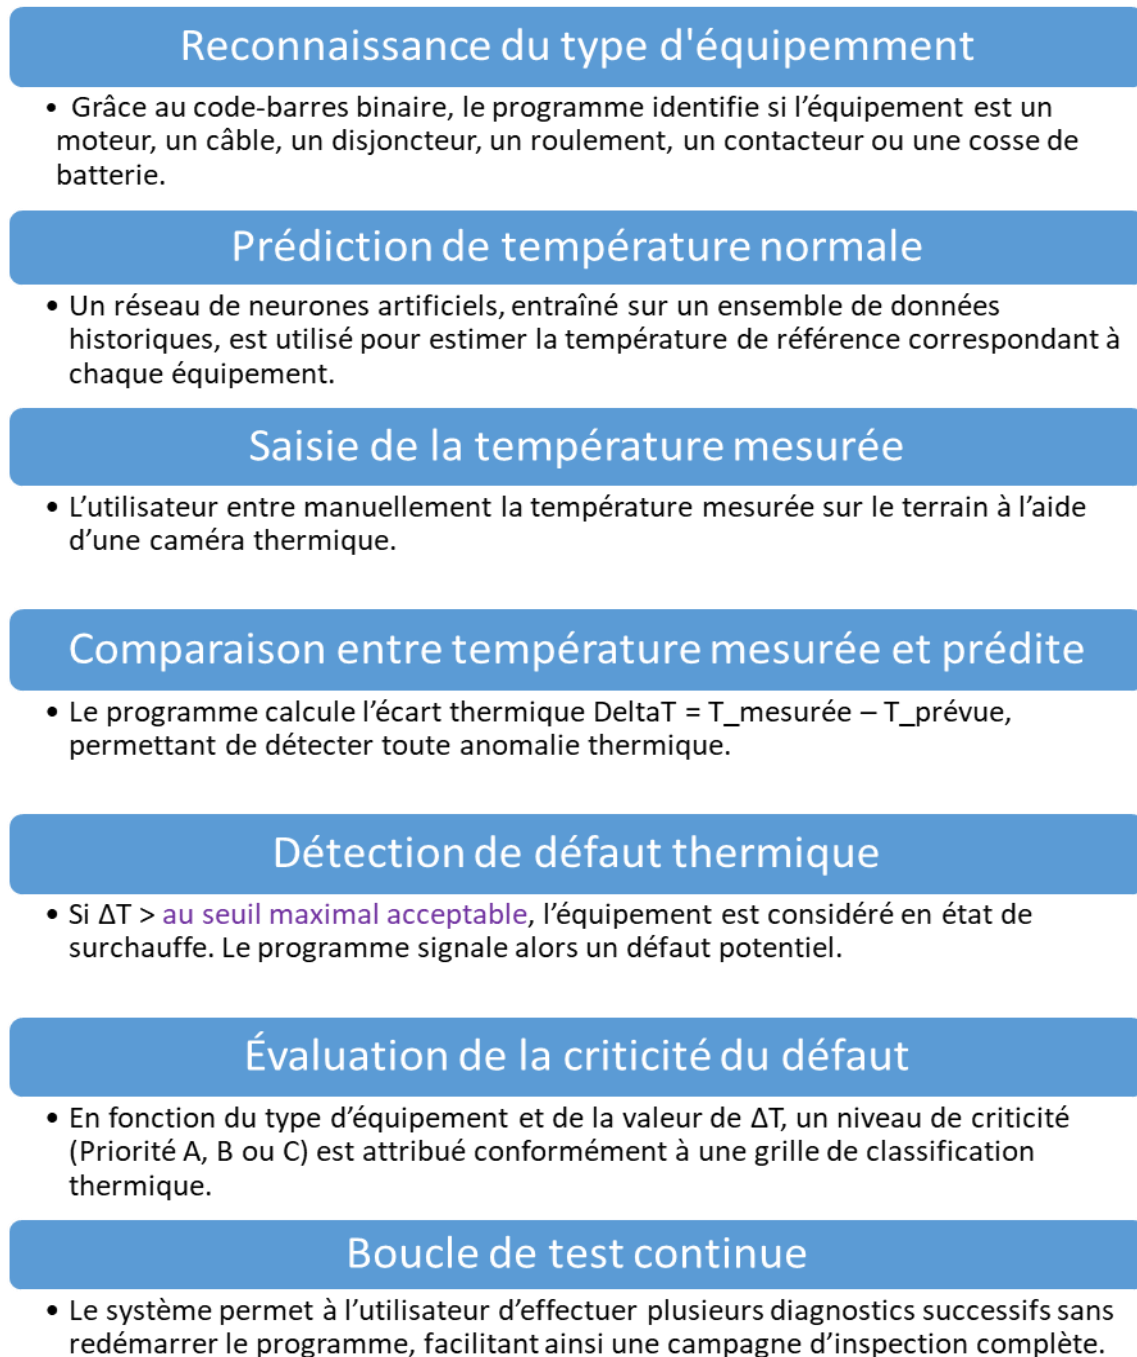 Reconnaissance du type d'équipemment
• Grâce au code-barres binaire, le programme identifie si l’équipement est un
moteur, un câble, un disjoncteur, un roulement, un contacteur ou une cosse de
batterie.
Prédiction de température normale
• Un réseau de neurones artificiels, entraîné sur un ensemble de données
historiques, est utilisé pour estimer la température de référence correspondant à
chaque équipement.
Saisie de la température mesurée
• L’utilisateur entre manuellement la température mesurée sur le terrain à l’aide
d’une caméra thermique.
Comparaison entre température mesurée et prédite
• Le programme calcule l’écart thermique DeltaT = T_mesurée – T_prévue,
permettant de détecter toute anomalie thermique.
Détection de défaut thermique
• Si ΔT > au seuil maximal acceptable, l’équipement est considéré en état de
surchauffe. Le programme signale alors un défaut potentiel.
Évaluation de la criticité du défaut
• En fonction du type d’équipement et de la valeur de ΔT, un niveau de criticité
(Priorité A, B ou C) est attribué conformément à une grille de classification
thermique.
Boucle de test continue
• Le système permet à l’utilisateur d’effectuer plusieurs diagnostics successifs sans
redémarrer le programme, facilitant ainsi une campagne d’inspection complète.